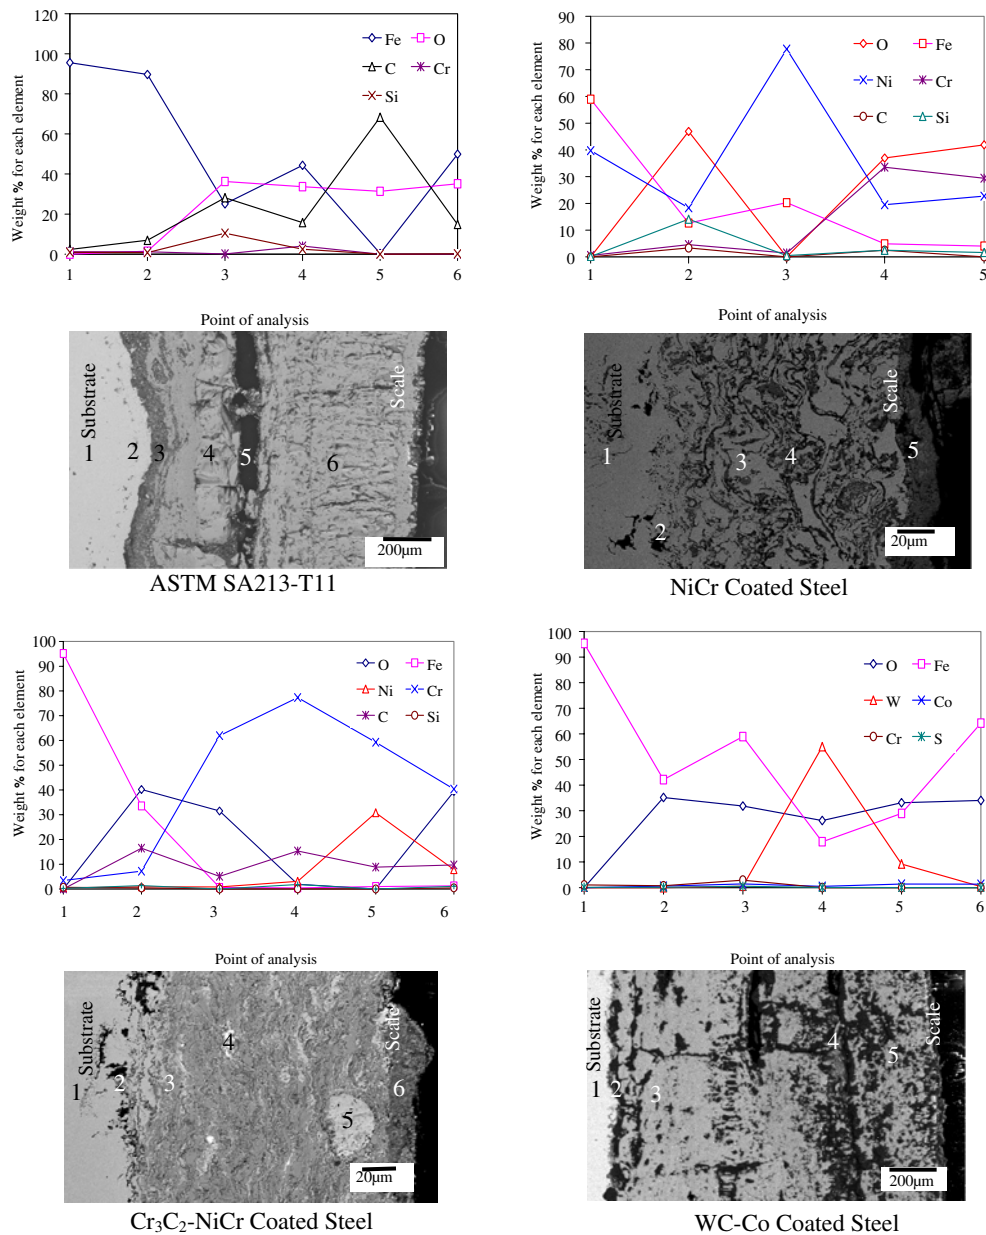 120
100
80
60
40
20
0
Weight % for each element
Fe O
C Cr
Si
1 2 3 4 5 6
Point of analysis
90
80
70
60
50
40
30
20
10
0
Weight % for each element
O Fe
Ni Cr
C Si
1 2 3 4 5
Point of analysis
Substrate
Scale
1 2 3 4 5 6
200µm
ASTM SA213-T11
Substrate
Scale
1 2 3 4 5
20µm
NiCr Coated Steel
100
90
80
70
60
50
40
30
20
10
0
Weight % for each element
O Fe
Ni Cr
C Si
1 2 3 4 5 6
Point of analysis
100
90
80
70
60
50
40
30
20
10
0
Weight % for each element
O Fe
W Co
Cr S
1 2 3 4 5 6
Point of analysis
Substrate
Scale
1 2 3 4 5 6
20µm
Cr₃C₂-NiCr Coated Steel
Substrate
Scale
1 2 3 4 5
200µm
WC-Co Coated Steel